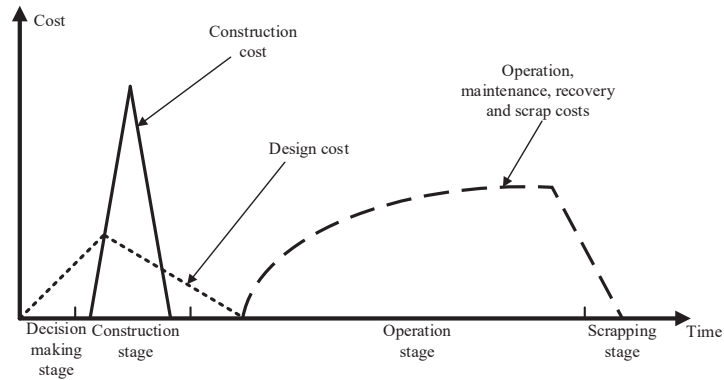 Cost
Construction
cost
Operation,
maintenance, recovery
and scrap costs
Design cost
Decision
making
stage
Construction
stage
Operation
stage
Scrapping
stage
Time